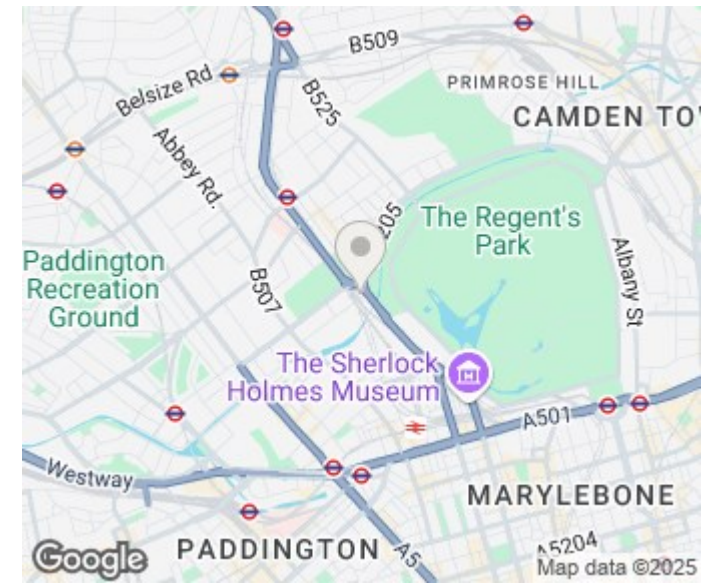 B509
Belsize Rd
B525
PRIMROSE HILL
CAMDEN TO
Abbey Rd.
205
The Regent's
Park
Albany St
Paddington
Recreation
Ground
B507
The Sherlock
Holmes Museum
A501
Westway
MARYLEBONE
PADDINGTON
A5
A5204
Google
Map data ©2025